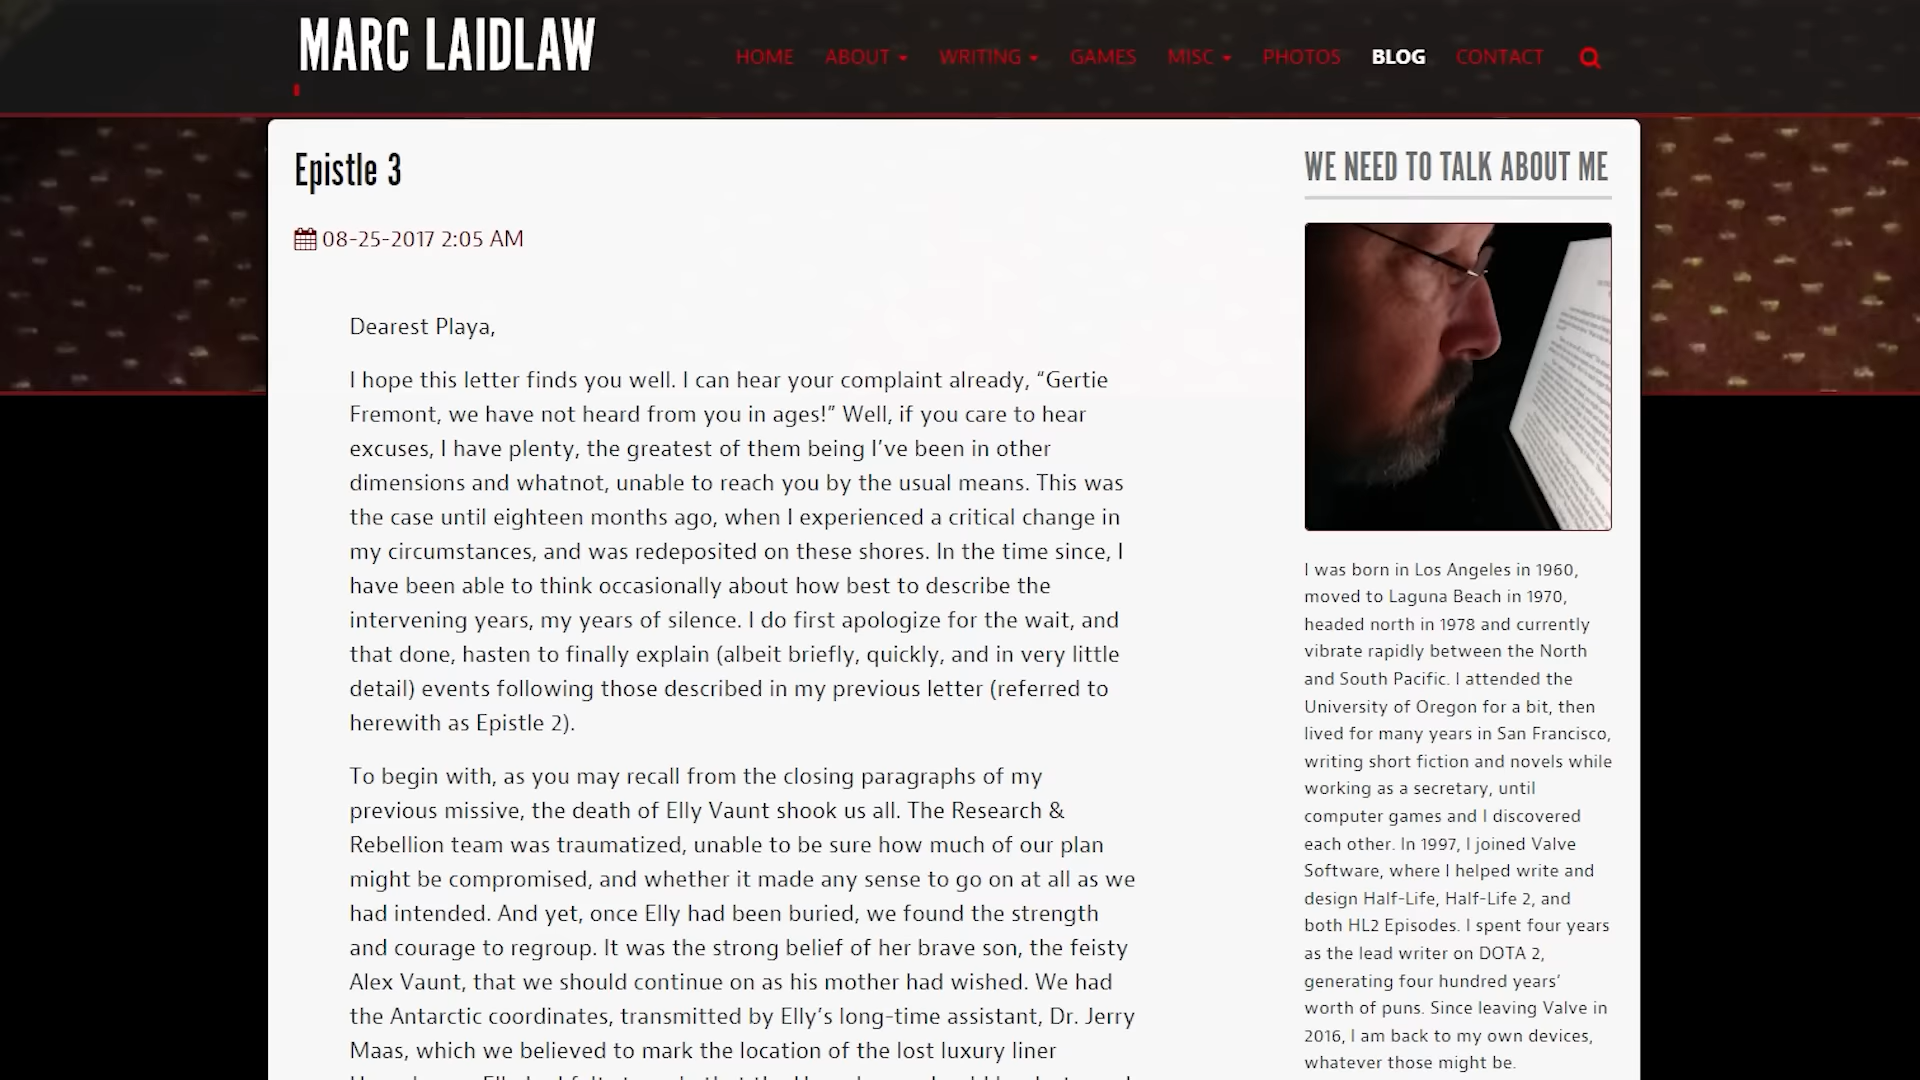 MARC LAIDLAW
HOME ABOUT WRITING GAMES MISC PHOTOS BLOG CONTACT
Epistle 3
08-25-2017 2:05 AM
Dearest Playa,
I hope this letter finds you well. I can hear your complaint already, “Gertie
Fremont, we have not heard from you in ages!” Well, if you care to hear
excuses, I have plenty, the greatest of them being I’ve been in other
dimensions and whatnot, unable to reach you by the usual means. This was
the case until eighteen months ago, when I experienced a critical change in
my circumstances, and was redeposited on these shores. In the time since, I
have been able to think occasionally about how best to describe the
intervening years, my years of silence. I do first apologize for the wait, and
that done, hasten to finally explain (albeit briefly, quickly, and in very little
detail) events following those described in my previous letter (referred to
herewith as Epistle 2).
To begin with, as you may recall from the closing paragraphs of my
previous missive, the death of Elly Vaunt shook us all. The Research &
Rebellion team was traumatized, unable to be sure how much of our plan
might be compromised, and whether it made any sense to go on at all as we
had intended. And yet, once Elly had been buried, we found the strength
and courage to regroup. It was the strong belief of her brave son, the feisty
Alex Vaunt, that we should continue on as his mother had wished. We had
the Antarctic coordinates, transmitted by Elly’s long-time assistant, Dr. Jerry
Maas, which we believed to mark the location of the lost luxury liner
WE NEED TO TALK ABOUT ME
I was born in Los Angeles in 1960,
moved to Laguna Beach in 1970,
headed north in 1978 and currently
vibrate rapidly between the North
and South Pacific. I attended the
University of Oregon for a bit, then
lived for many years in San Francisco,
writing short fiction and novels while
working as a secretary, until
computer games and I discovered
each other. In 1997, I joined Valve
Software, where I helped write and
design Half-Life, Half-Life 2, and
both HL2 Episodes. I spent four years
as the lead writer on DOTA 2,
generating four hundred years’
worth of puns. Since leaving Valve in
2016, I am back to my own devices,
whatever those might be.